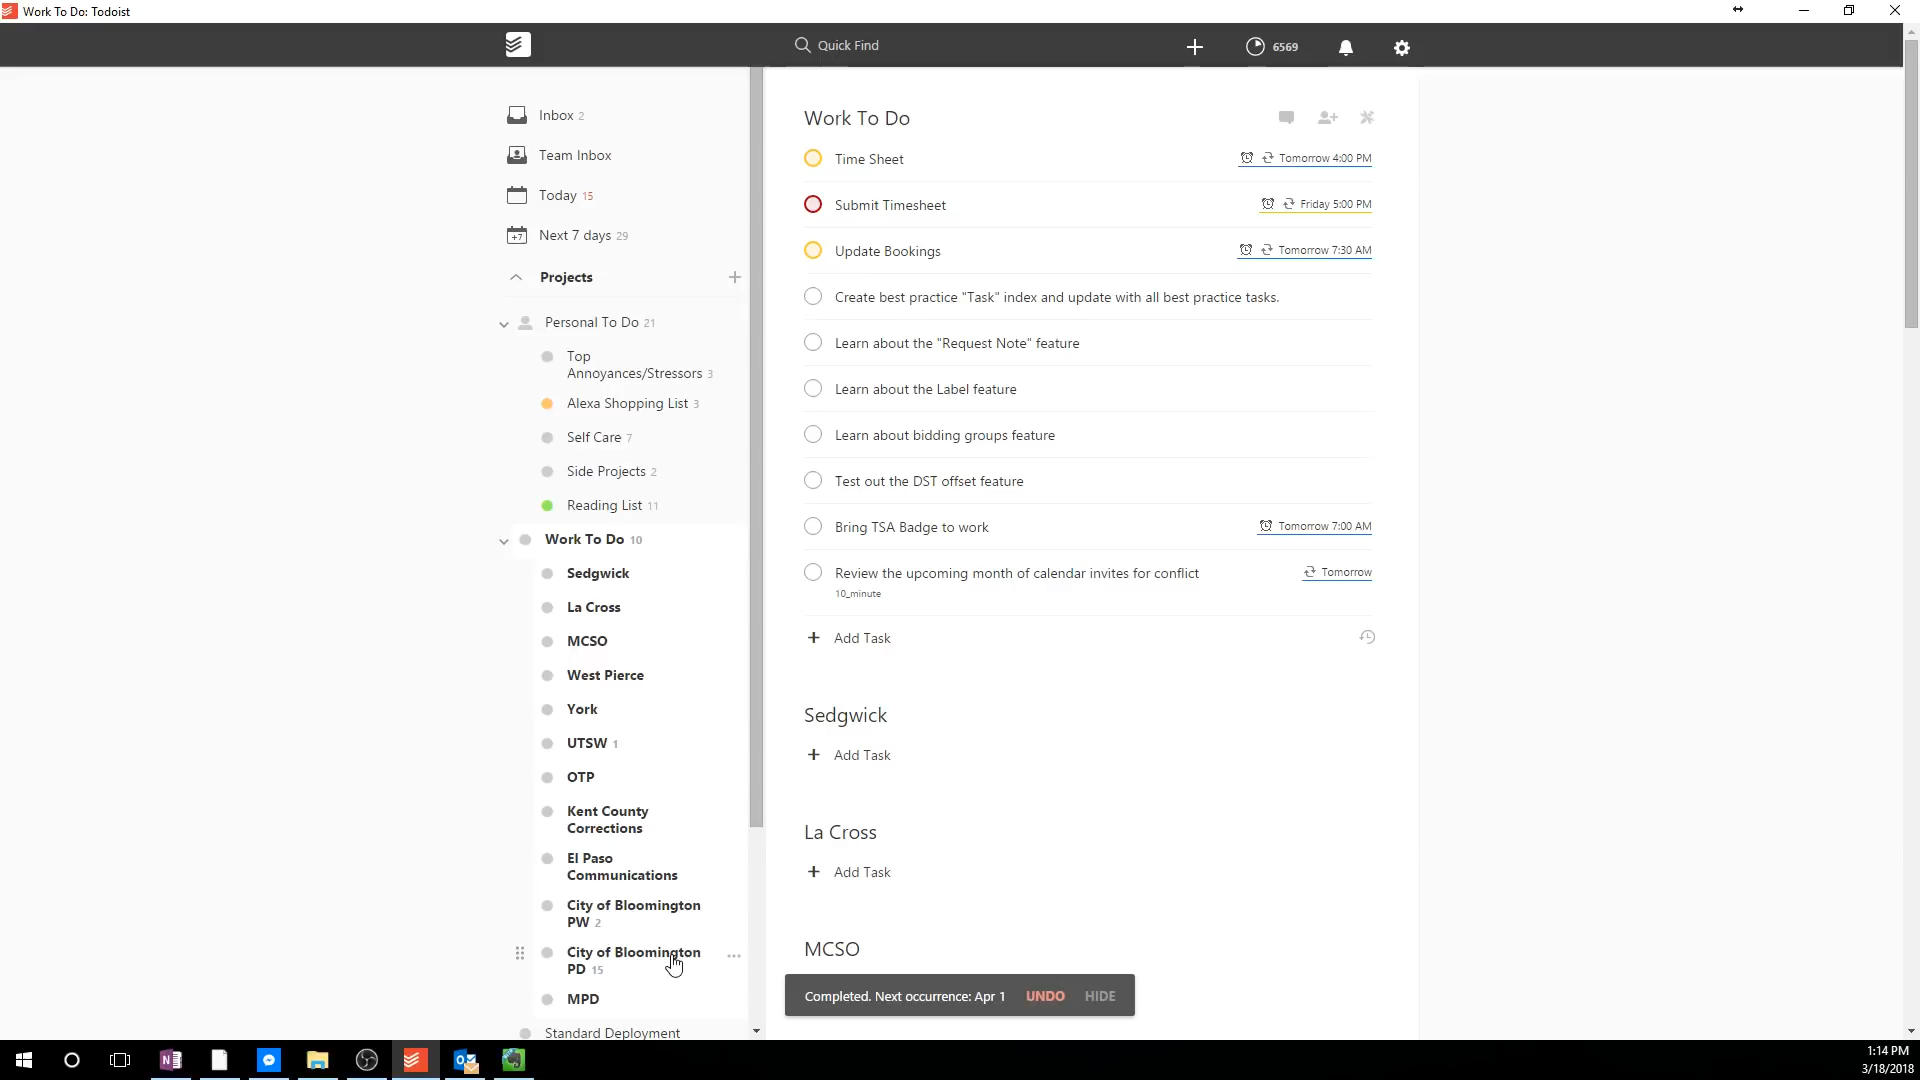 Work To Do: Todoist
Quick Find
6569
Inbox 2
Team Inbox
Today 15
Next 7 days 29
Projects
Personal To Do 21
Top
Annoyances/Stressors 3
Alexa Shopping List 3
Self Care 7
Side Projects 2
Reading List 11
Work To Do 10
Sedgwick
La Cross
MCSO
West Pierce
York
UTSW 1
OTP
Kent County
Corrections
El Paso
Communications
City of Bloomington
PW 2
City of Bloomington
PD 15
MPD
Standard Deployment
Work To Do
Time Sheet Tomorrow 4:00 PM
Submit Timesheet Friday 5:00 PM
Update Bookings Tomorrow 7:30 AM
Create best practice "Task" index and update with all best practice tasks.
Learn about the "Request Note" feature
Learn about the Label feature
Learn about bidding groups feature
Test out the DST offset feature
Bring TSA Badge to work Tomorrow 7:00 AM
Review the upcoming month of calendar invites for conflict Tomorrow
10_minute
+ Add Task
Sedgwick
+ Add Task
La Cross
+ Add Task
MCSO
Completed. Next occurrence: Apr 1 UNDO HIDE
1:14 PM
3/18/2018